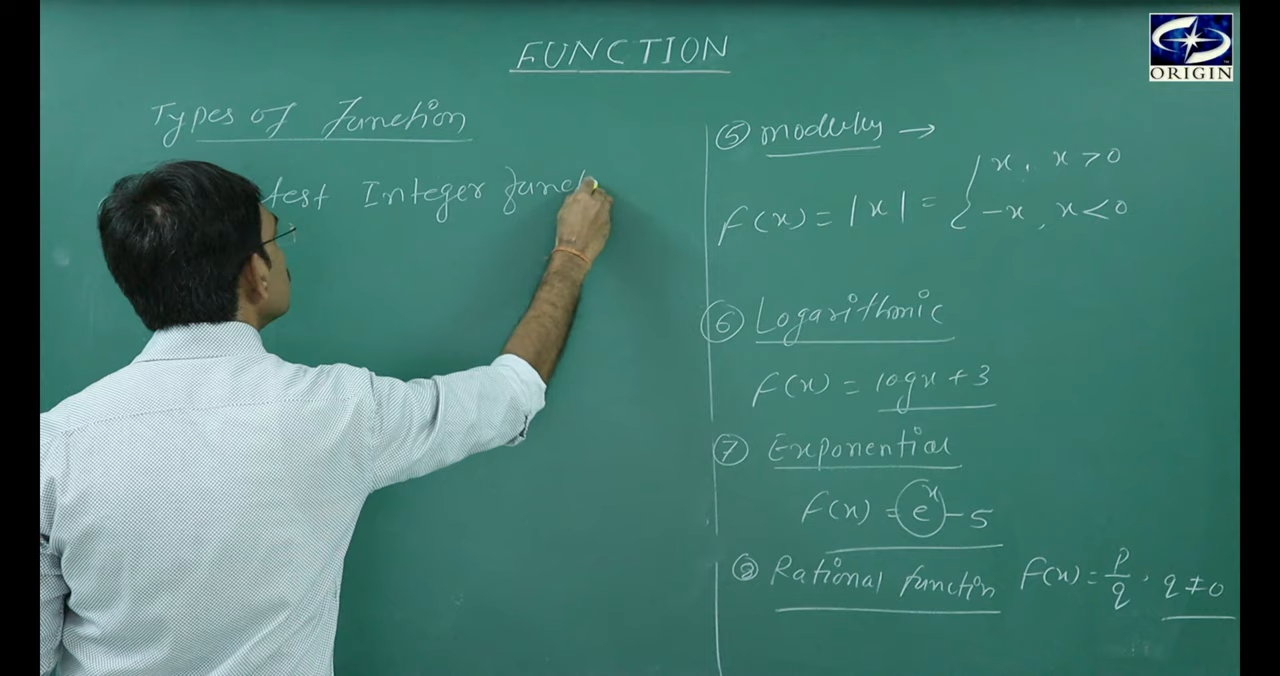 FUNCTION
ORIGIN
Types of Function
test Integer funct
⑤ modulus →
f(x) = |x| = { x, x > 0
-x, x < 0
⑥ Logarithmic
f(x) = logx + 3
⑦ Exponential
f(x) = e^x - 5
⑧ Rational function f(x) = p/q, q ≠ 0